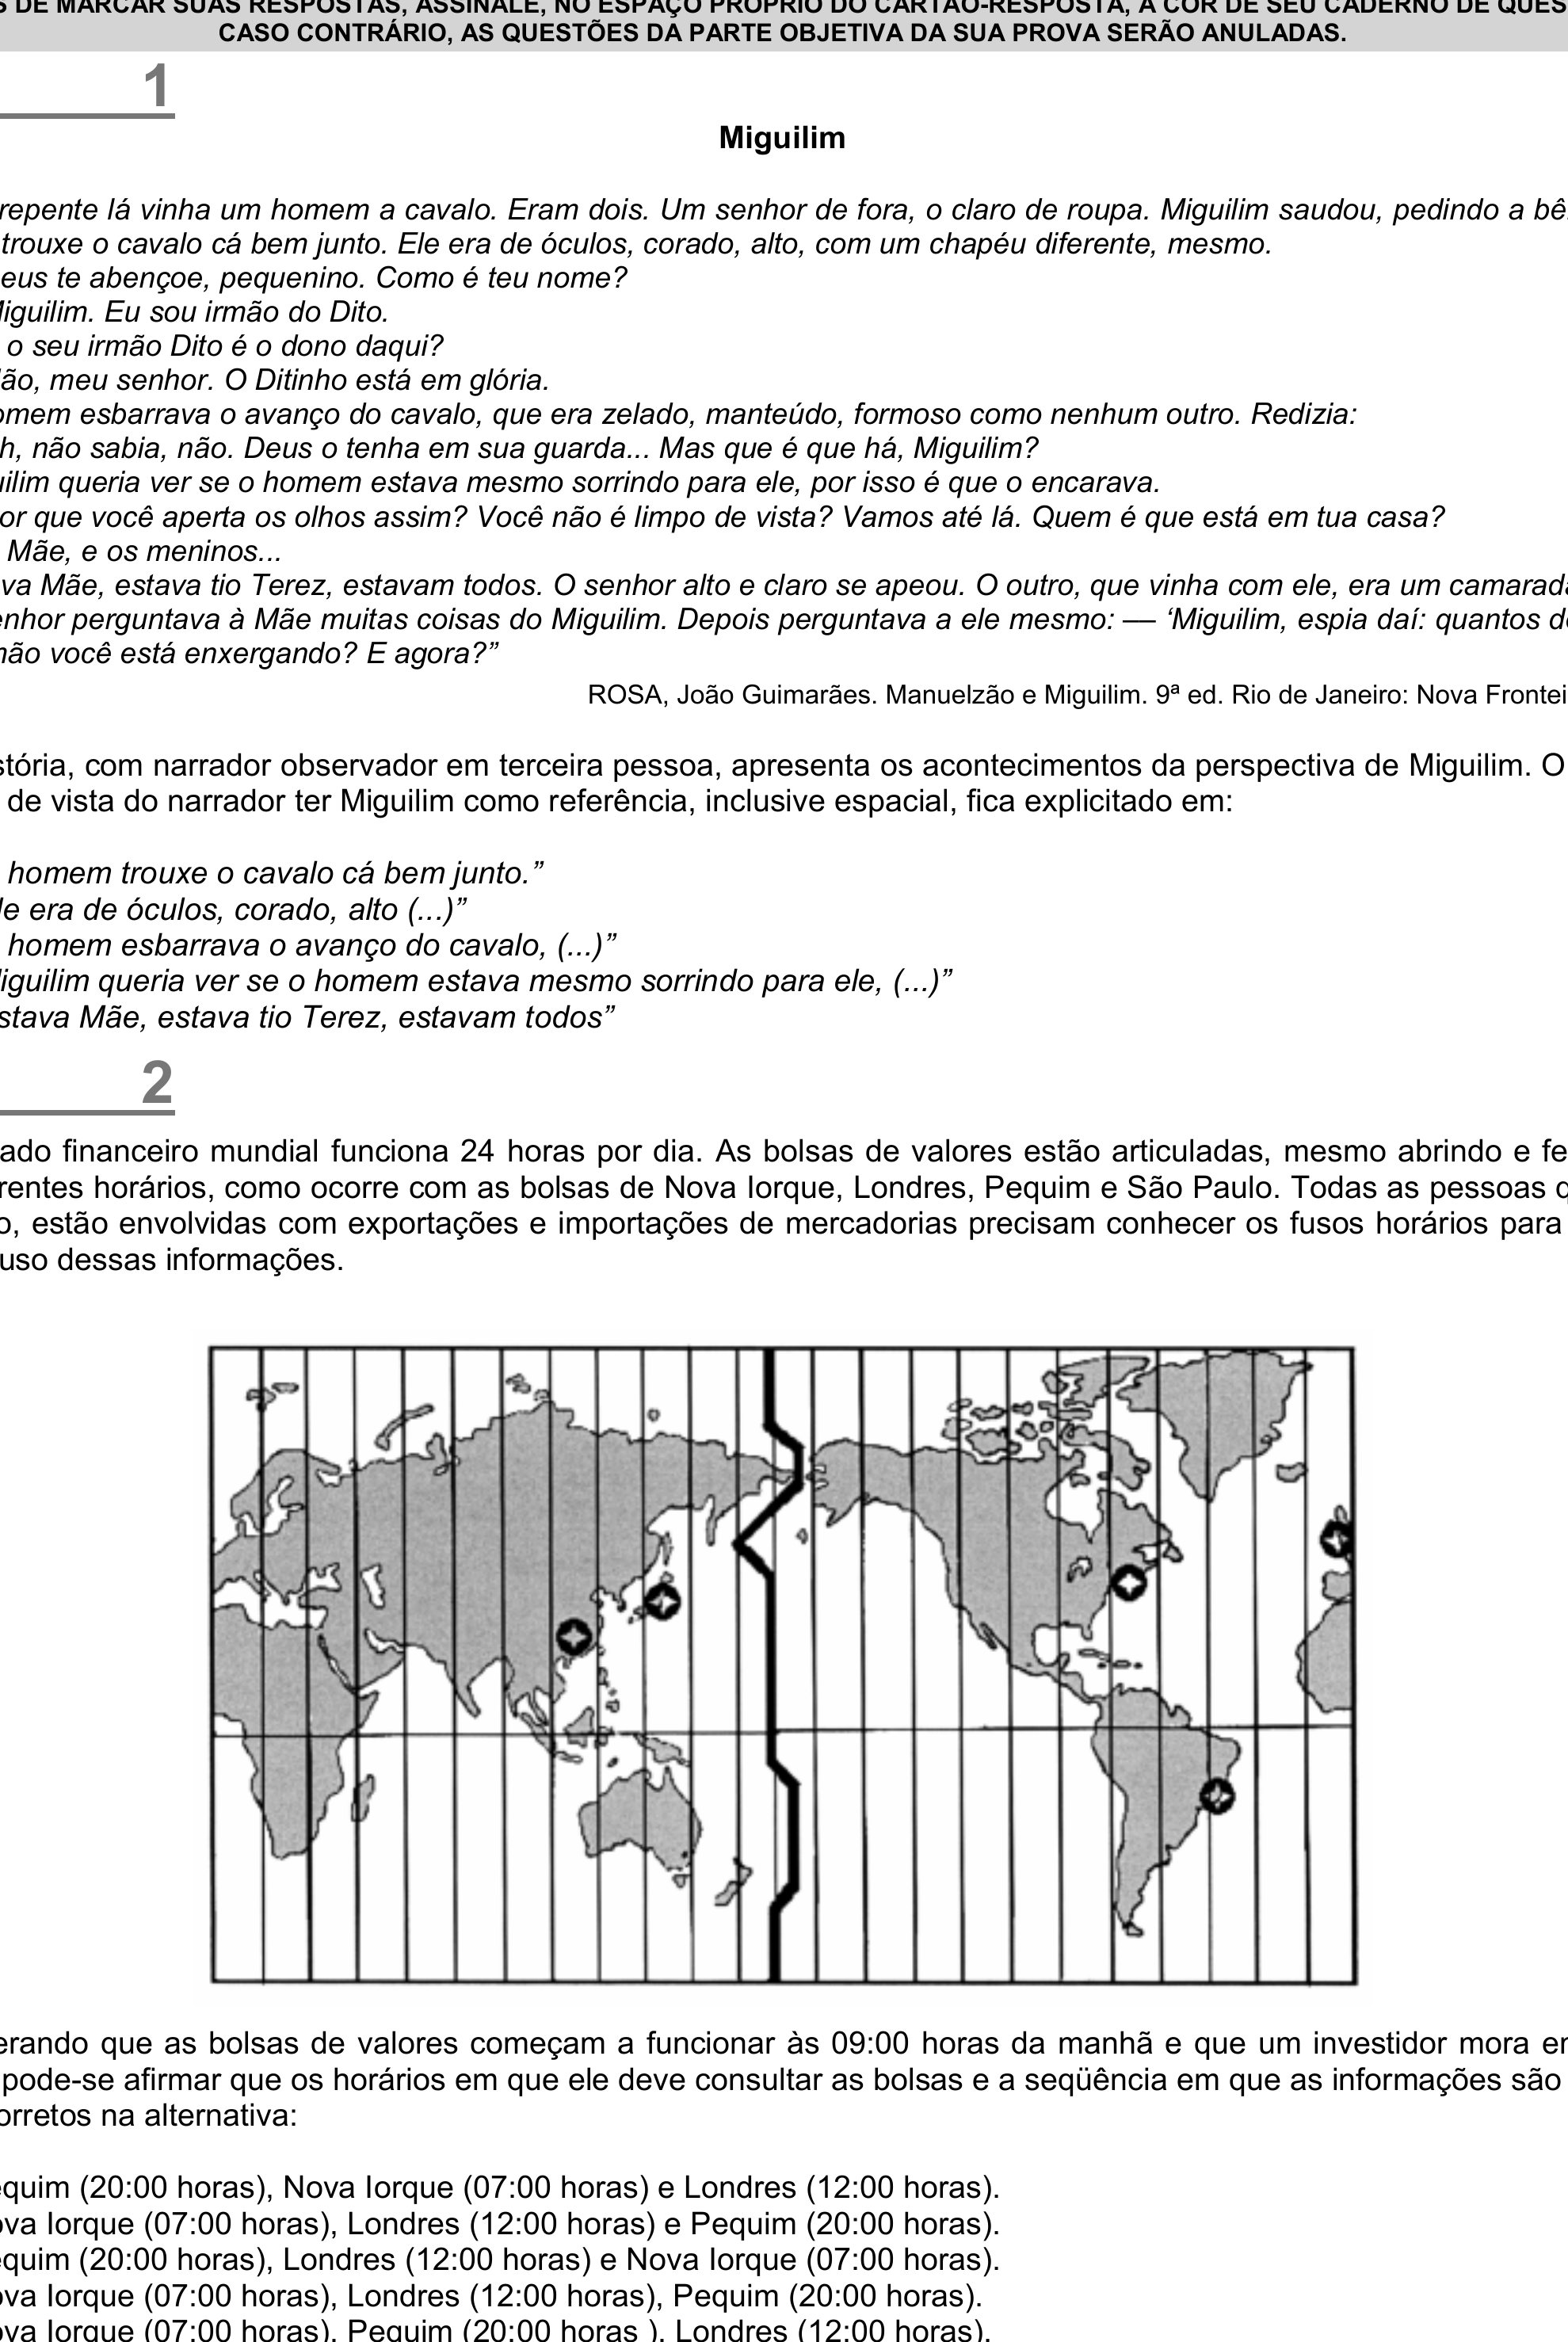 DE MARCAR SUAS RESPOSTAS, ASSINALE, NO ESPAÇO PRÓPRIO DO CARTÃO-RESPOSTA, A COR DE SEU CADERNO DE
CASO CONTRÁRIO, AS QUESTÕES DA PARTE OBJETIVA DA SUA PROVA SERÃO ANULADAS.
1
Miguilim
repente lá vinha um homem a cavalo. Eram dois. Um senhor de fora, o claro de roupa. Miguilim saudou, pedindo a
trouxe o cavalo cá bem junto. Ele era de óculos, corado, alto, com um chapéu diferente, mesmo.
eus te abençoe, pequenino. Como é teu nome?
iguilim. Eu sou irmão do Dito.
o seu irmão Dito é o dono daqui?
ão, meu senhor. O Ditinho está em glória.
omem esbarrava o avanço do cavalo, que era zelado, manteúdo, formoso como nenhum outro. Redizia:
h, não sabia, não. Deus o tenha em sua guarda... Mas que é que há, Miguilim?
uilim queria ver se o homem estava mesmo sorrindo para ele, por isso é que o encarava.
or que você aperta os olhos assim? Você não é limpo de vista? Vamos até lá. Quem é que está em tua casa?
Mãe, e os meninos...
va Mãe, estava tio Terez, estavam todos. O senhor alto e claro se apeou. O outro, que vinha com ele, era um camarada
enhor perguntava à Mãe muitas coisas do Miguilim. Depois perguntava a ele mesmo: — ‘Miguilim, espia daí: quantos
mão você está enxergando? E agora?”
ROSA, João Guimarães. Manuelzão e Miguilim. 9ª ed. Rio de Janeiro: Nova Frontei
stória, com narrador observador em terceira pessoa, apresenta os acontecimentos da perspectiva de Miguilim. O
de vista do narrador ter Miguilim como referência, inclusive espacial, fica explicitado em:
homem trouxe o cavalo cá bem junto.”
le era de óculos, corado, alto (...)”
homem esbarrava o avanço do cavalo, (...)”
iguilim queria ver se o homem estava mesmo sorrindo para ele, (...)”
stava Mãe, estava tio Terez, estavam todos”
2
ado financeiro mundial funciona 24 horas por dia. As bolsas de valores estão articuladas, mesmo abrindo e fe
rentes horários, como ocorre com as bolsas de Nova Iorque, Londres, Pequim e São Paulo. Todas as pessoas
o, estão envolvidas com exportações e importações de mercadorias precisam conhecer os fusos horários para
uso dessas informações.
erando que as bolsas de valores começam a funcionar às 09:00 horas da manhã e que um investidor mora
pode-se afirmar que os horários em que ele deve consultar as bolsas e a seqüência em que as informações são
orretos na alternativa:
equim (20:00 horas), Nova Iorque (07:00 horas) e Londres (12:00 horas).
ova Iorque (07:00 horas), Londres (12:00 horas) e Pequim (20:00 horas).
equim (20:00 horas), Londres (12:00 horas) e Nova Iorque (07:00 horas).
ova Iorque (07:00 horas), Londres (12:00 horas), Pequim (20:00 horas).
ova Iorque (07:00 horas), Pequim (20:00 horas ), Londres (12:00 horas).